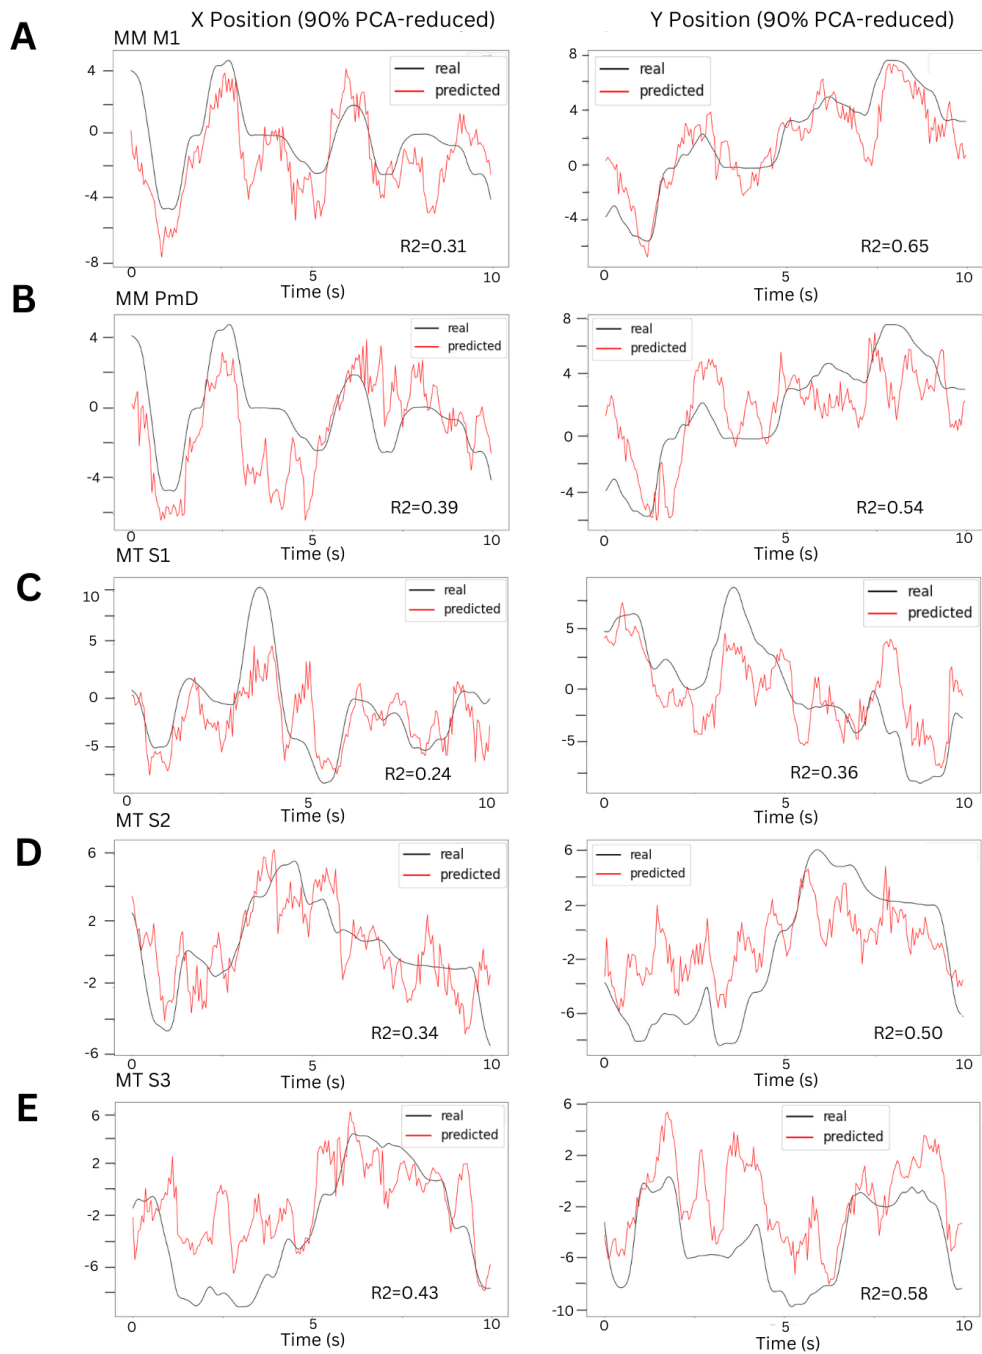 X Position (90% PCA-reduced)
Y Position (90% PCA-reduced)
A
MM M1
real
predicted
4
0
-4
-8
R2=0.31
0
5
10
Time (s)
real
predicted
8
4
0
-4
R2=0.65
0
5
10
Time (s)
B
MM PmD
real
predicted
4
0
-4
R2=0.39
0
5
10
Time (s)
real
predicted
8
4
0
-4
R2=0.54
0
5
10
Time (s)
C
MT S1
real
predicted
10
5
0
-5
R2=0.24
0
5
10
Time (s)
real
predicted
5
0
-5
R2=0.36
0
5
10
Time (s)
D
MT S2
real
predicted
6
2
-2
-6
R2=0.34
0
5
10
Time (s)
real
predicted
6
2
-2
-6
R2=0.50
0
5
10
Time (s)
E
MT S3
real
predicted
6
2
-2
-6
R2=0.43
0
5
10
Time (s)
real
predicted
6
2
-2
-6
-10
R2=0.58
0
5
10
Time (s)